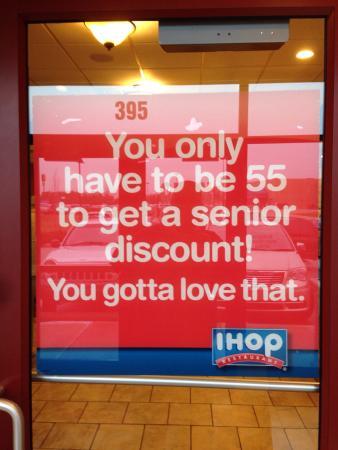 395
You only
have to be 55
to get a senior
discount!
You gotta love that.
IHOP
RESTAURANT